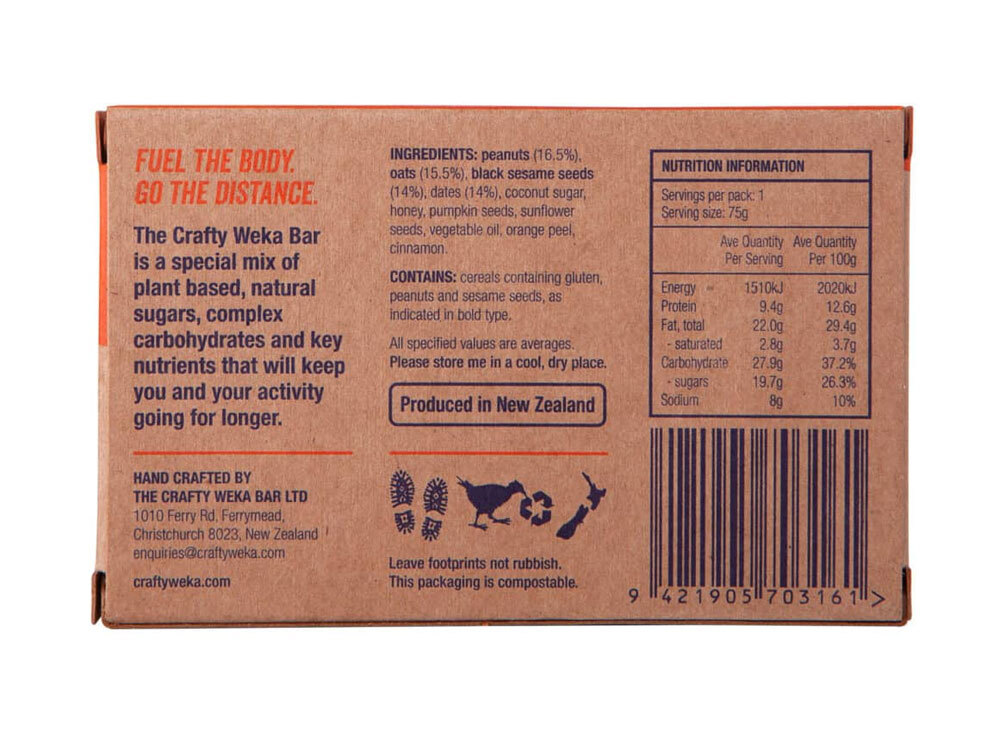 FUEL THE BODY.
GO THE DISTANCE.
The Crafty Weka Bar
is a special mix of
plant based, natural
sugars, complex
carbohydrates and key
nutrients that will keep
you and your activity
going for longer.
HAND CRAFTED BY
THE CRAFTY WEKA BAR LTD
1010 Ferry Rd, Ferrymead,
Christchurch 8023, New Zealand
enquiries@craftyweka.com
craftyweka.com
INGREDIENTS: peanuts (16.5%),
oats (15.5%), black sesame seeds
(14%), dates (14%), coconut sugar,
honey, pumpkin seeds, sunflower
seeds, vegetable oil, orange peel,
cinnamon.
CONTAINS: cereals containing gluten,
peanuts and sesame seeds, as
indicated in bold type.
All specified values are averages.
Please store me in a cool, dry place.
Produced in New Zealand
Leave footprints not rubbish.
This packaging is compostable.
NUTRITION INFORMATION
Servings per pack: 1
Serving size: 75g
Ave Quantity Ave Quantity
Per Serving Per 100g
Energy 1510kJ 2020kJ
Protein 9.4g 12.6g
Fat, total 22.0g 29.4g
- saturated 2.8g 3.7g
Carbohydrate 27.9g 37.2%
- sugars 19.7g 26.3%
Sodium 8g 10%
9 421905 703161 >